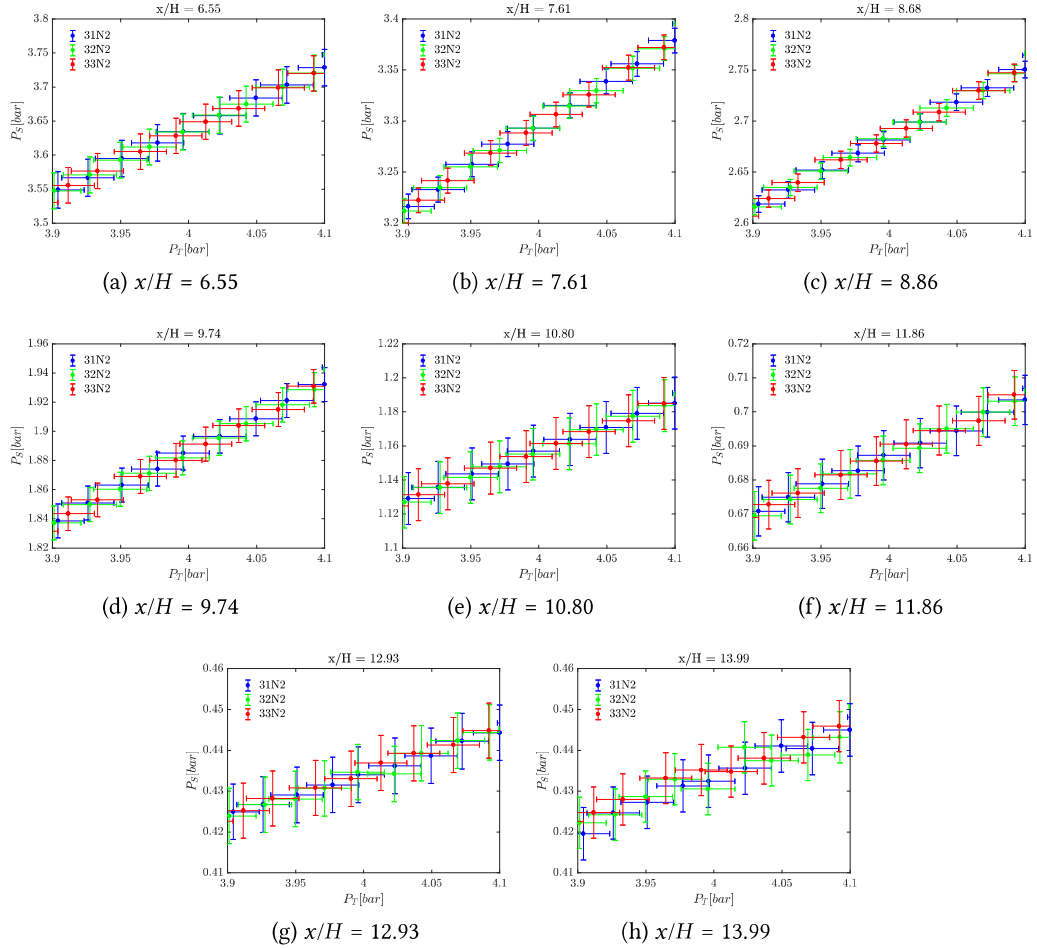 x/H = 6.55
3.8
3.75
3.7
3.65
3.6
3.55
3.5
P_S[bar]
31N2
32N2
33N2
3.9 3.95 4 4.05 4.1
P_T[bar]
(a) x/H = 6.55
x/H = 7.61
3.4
3.35
3.3
3.25
3.2
P_S[bar]
31N2
32N2
33N2
3.9 3.95 4 4.05 4.1
P_T[bar]
(b) x/H = 7.61
x/H = 8.68
2.8
2.75
2.7
2.65
2.6
P_S[bar]
31N2
32N2
33N2
3.9 3.95 4 4.05 4.1
P_T[bar]
(c) x/H = 8.86
x/H = 9.74
1.96
1.94
1.92
1.9
1.88
1.86
1.84
1.82
P_S[bar]
31N2
32N2
33N2
3.9 3.95 4 4.05 4.1
P_T[bar]
(d) x/H = 9.74
x/H = 10.80
1.22
1.2
1.18
1.16
1.14
1.12
1.1
P_S[bar]
31N2
32N2
33N2
3.9 3.95 4 4.05 4.1
P_T[bar]
(e) x/H = 10.80
x/H = 11.86
0.72
0.71
0.7
0.69
0.68
0.67
0.66
P_S[bar]
31N2
32N2
33N2
3.9 3.95 4 4.05 4.1
P_T[bar]
(f) x/H = 11.86
x/H = 12.93
0.46
0.45
0.44
0.43
0.42
0.41
P_S[bar]
31N2
32N2
33N2
3.9 3.95 4 4.05 4.1
P_T[bar]
(g) x/H = 12.93
x/H = 13.99
0.46
0.45
0.44
0.43
0.42
0.41
P_S[bar]
31N2
32N2
33N2
3.9 3.95 4 4.05 4.1
P_T[bar]
(h) x/H = 13.99